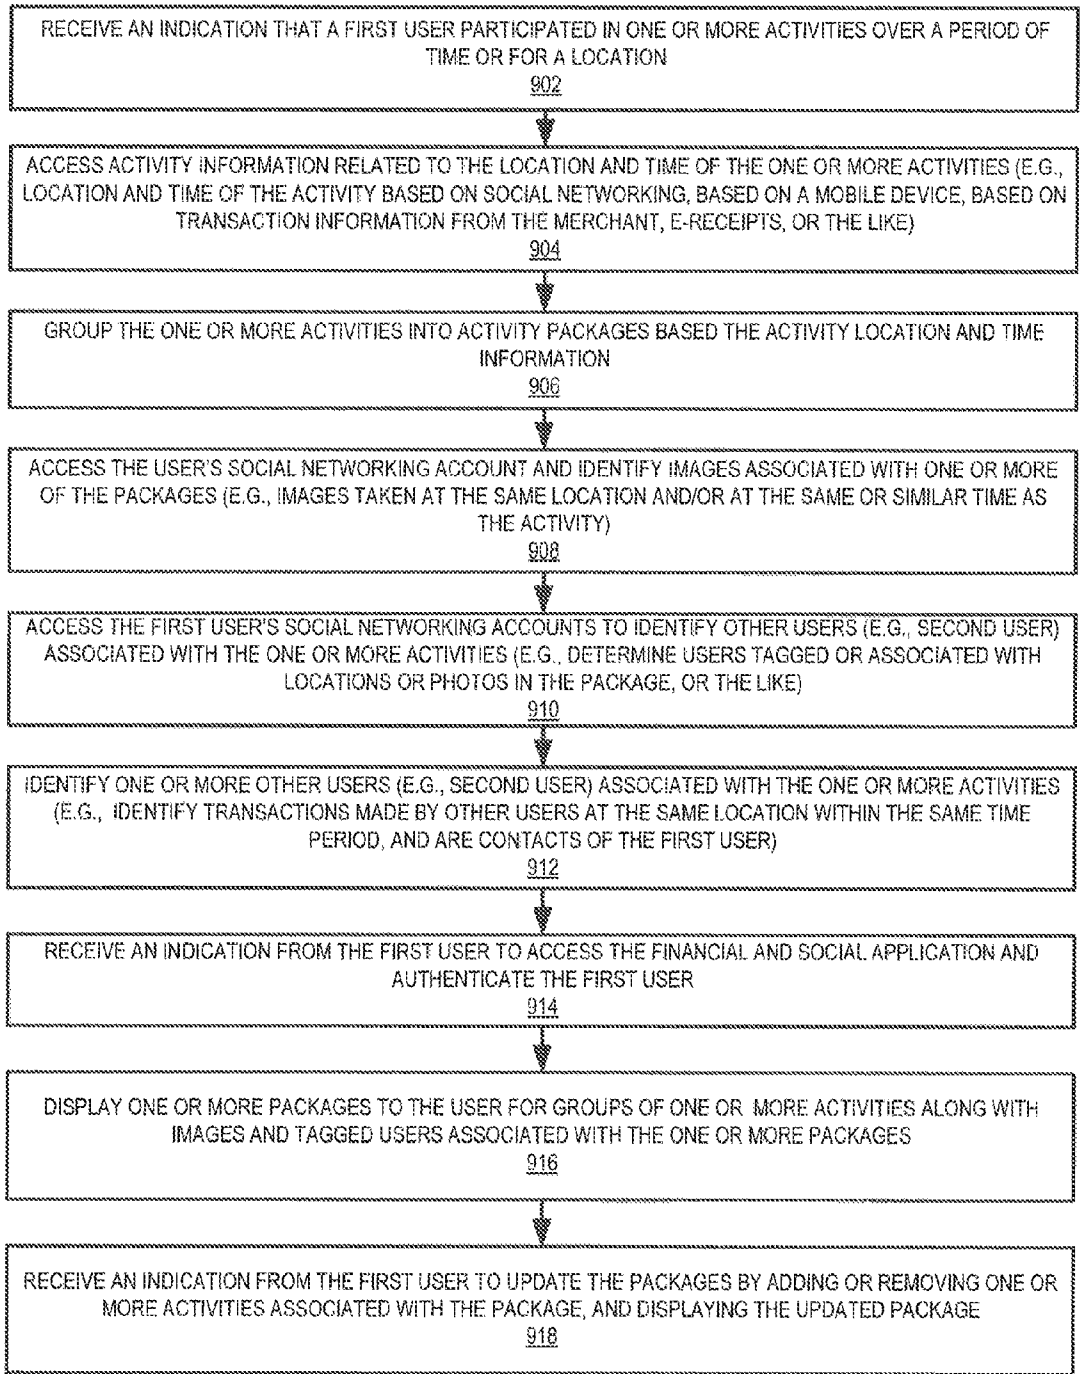 RECEIVE AN INDICATION THAT A FIRST USER PARTICIPATED IN ONE OR MORE ACTIVITIES OVER A PERIOD OF
TIME OR FOR A LOCATION
902
ACCESS ACTIVITY INFORMATION RELATED TO THE LOCATION AND TIME OF THE ONE OR MORE ACTIVITIES (E.G.,
LOCATION AND TIME OF THE ACTIVITY BASED ON SOCIAL NETWORKING, BASED ON A MOBILE DEVICE, BASED ON
TRANSACTION INFORMATION FROM THE MERCHANT, E-RECEIPTS, OR THE LIKE)
904
GROUP THE ONE OR MORE ACTIVITIES INTO ACTIVITY PACKAGES BASED THE ACTIVITY LOCATION AND TIME
INFORMATION
906
ACCESS THE USER'S SOCIAL NETWORKING ACCOUNT AND IDENTIFY IMAGES ASSOCIATED WITH ONE OR MORE
OF THE PACKAGES (E.G., IMAGES TAKEN AT THE SAME LOCATION AND/OR AT THE SAME OR SIMILAR TIME AS
THE ACTIVITY)
908
ACCESS THE FIRST USER'S SOCIAL NETWORKING ACCOUNTS TO IDENTIFY OTHER USERS (E.G., SECOND USER)
ASSOCIATED WITH THE ONE OR MORE ACTIVITIES (E.G., DETERMINE USERS TAGGED OR ASSOCIATED WITH
LOCATIONS OR PHOTOS IN THE PACKAGE, OR THE LIKE)
910
IDENTIFY ONE OR MORE OTHER USERS (E.G., SECOND USER) ASSOCIATED WITH THE ONE OR MORE ACTIVITIES
(E.G., IDENTIFY TRANSACTIONS MADE BY OTHER USERS AT THE SAME LOCATION WITHIN THE SAME TIME
PERIOD, AND ARE CONTACTS OF THE FIRST USER)
912
RECEIVE AN INDICATION FROM THE FIRST USER TO ACCESS THE FINANCIAL AND SOCIAL APPLICATION AND
AUTHENTICATE THE FIRST USER
914
DISPLAY ONE OR MORE PACKAGES TO THE USER FOR GROUPS OF ONE OR MORE ACTIVITIES ALONG WITH
IMAGES AND TAGGED USERS ASSOCIATED WITH THE ONE OR MORE PACKAGES
916
RECEIVE AN INDICATION FROM THE FIRST USER TO UPDATE THE PACKAGES BY ADDING OR REMOVING ONE OR
MORE ACTIVITIES ASSOCIATED WITH THE PACKAGE, AND DISPLAYING THE UPDATED PACKAGE
918